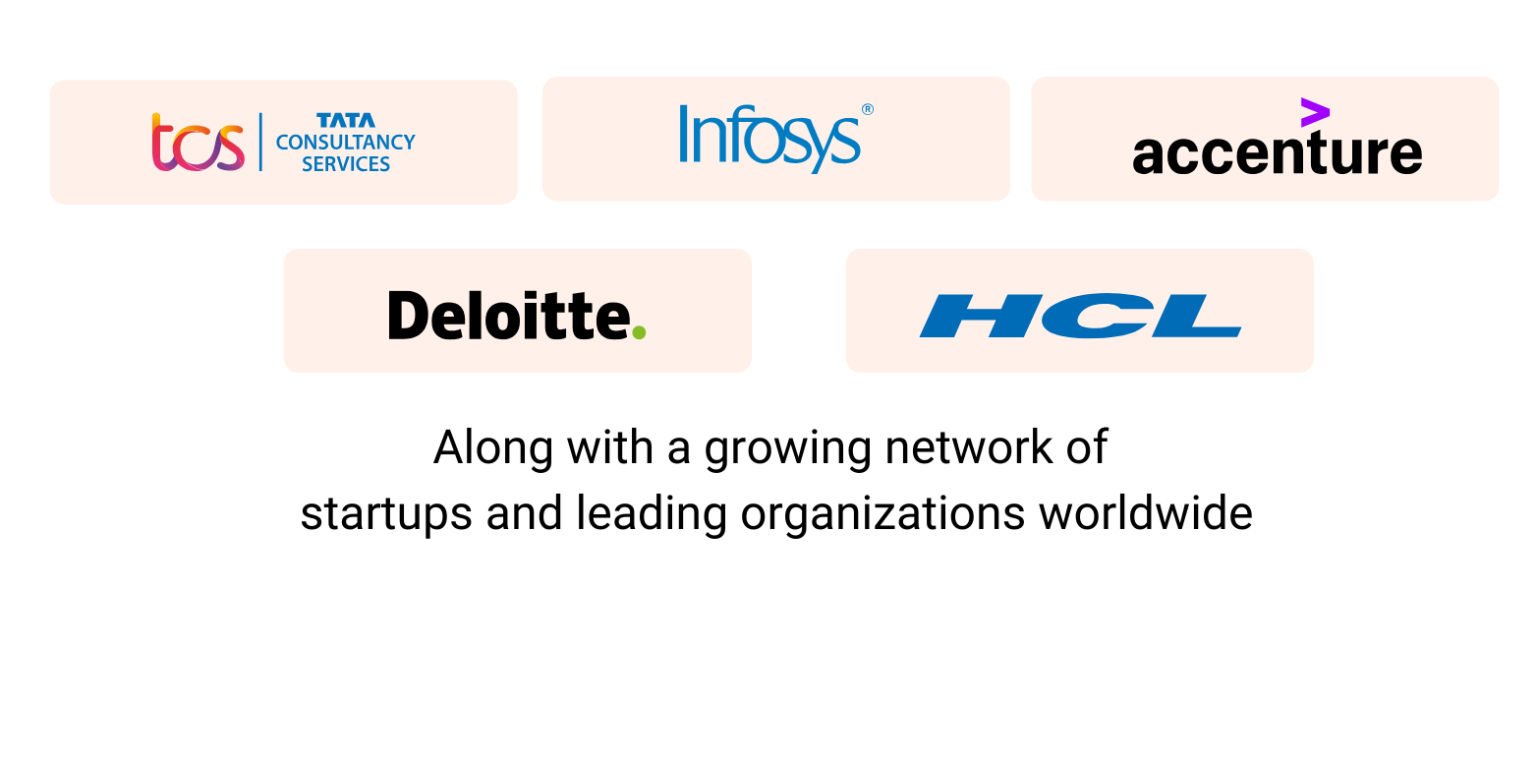 tcs
TATA
CONSULTANCY
SERVICES
Infosys®
accenture
>
Deloitte.
HCL
Along with a growing network of
startups and leading organizations worldwide